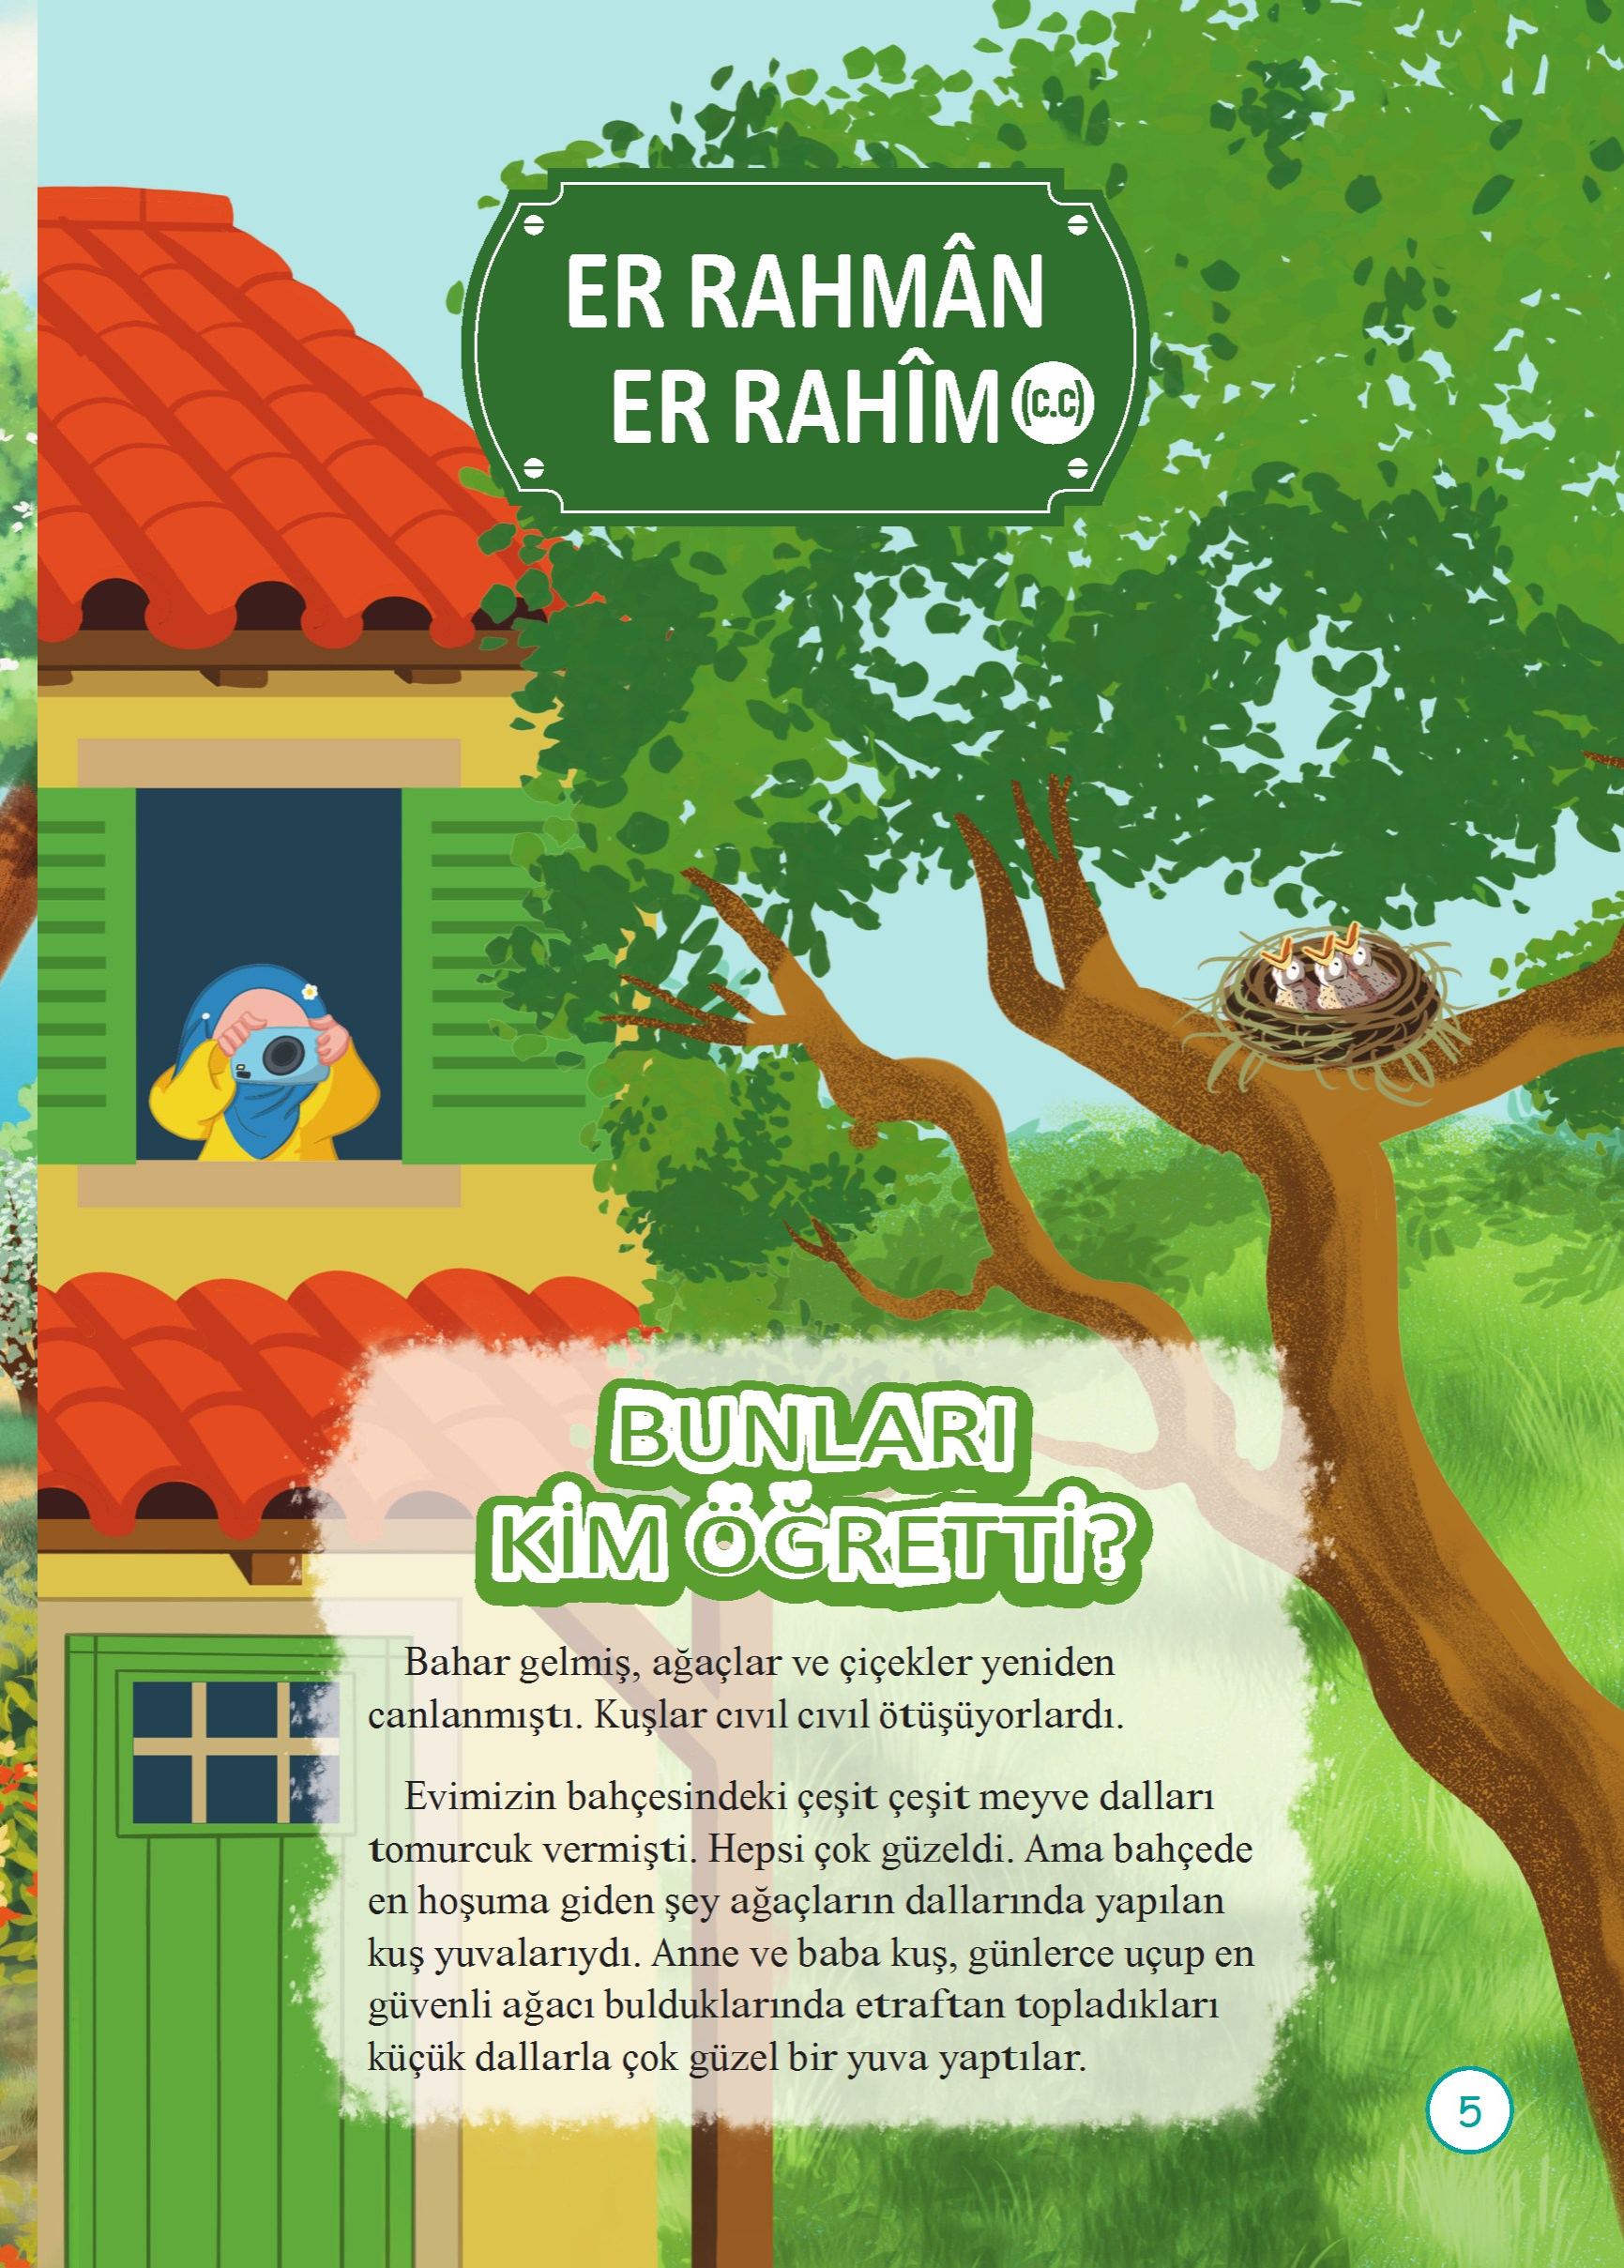 ER RAHMÂN
ER RAHÎM (C.C)
BUNLARI
KİM ÖĞRETTİ?
Bahar gelmiş, ağaçlar ve çiçekler yeniden
canlanmıştı. Kuşlar cıvıl cıvıl ötüşüyorlardı.
Evimizin bahçesindeki çeşit çeşit meyve dalları
tomurcuk vermişti. Hepsi çok güzeldi. Ama bahçede
en hoşuma giden şey ağaçların dallarında yapılan
kuş yuvalarıydı. Anne ve baba kuş, günlerce uçup en
güvenli ağacı bulduklarında etraftan topladıkları
küçük dallarla çok güzel bir yuva yaptılar.
5